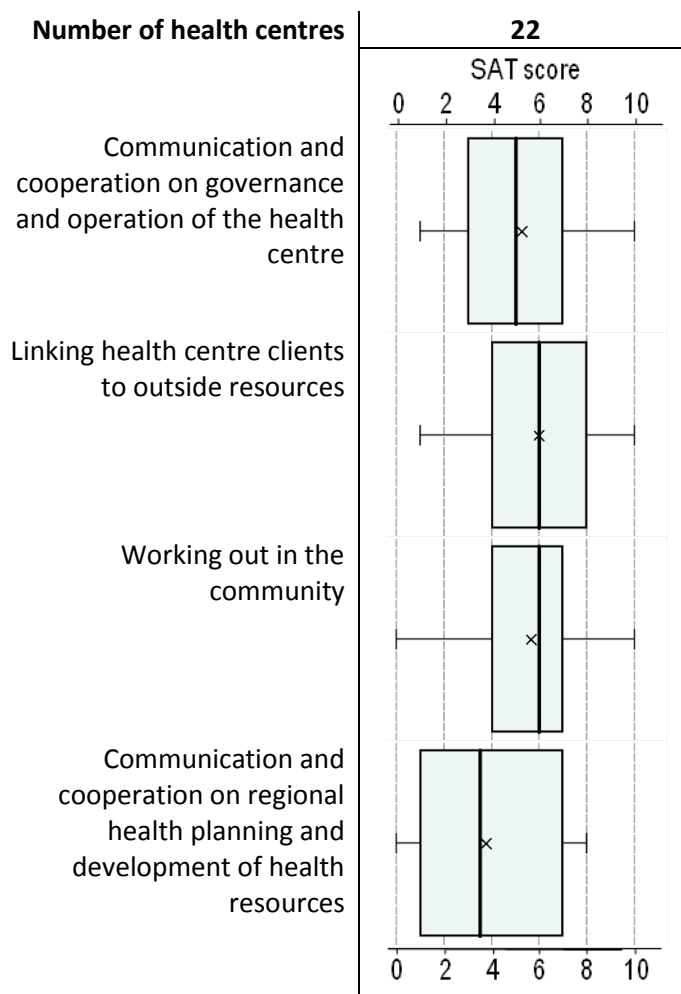 Number of health centres 22
SAT score
0 2 4 6 8 10
Communication and
cooperation on governance
and operation of the health
centre
Linking health centre clients
to outside resources
Working out in the
community
Communication and
cooperation on regional
health planning and
development of health
resources
0 2 4 6 8 10